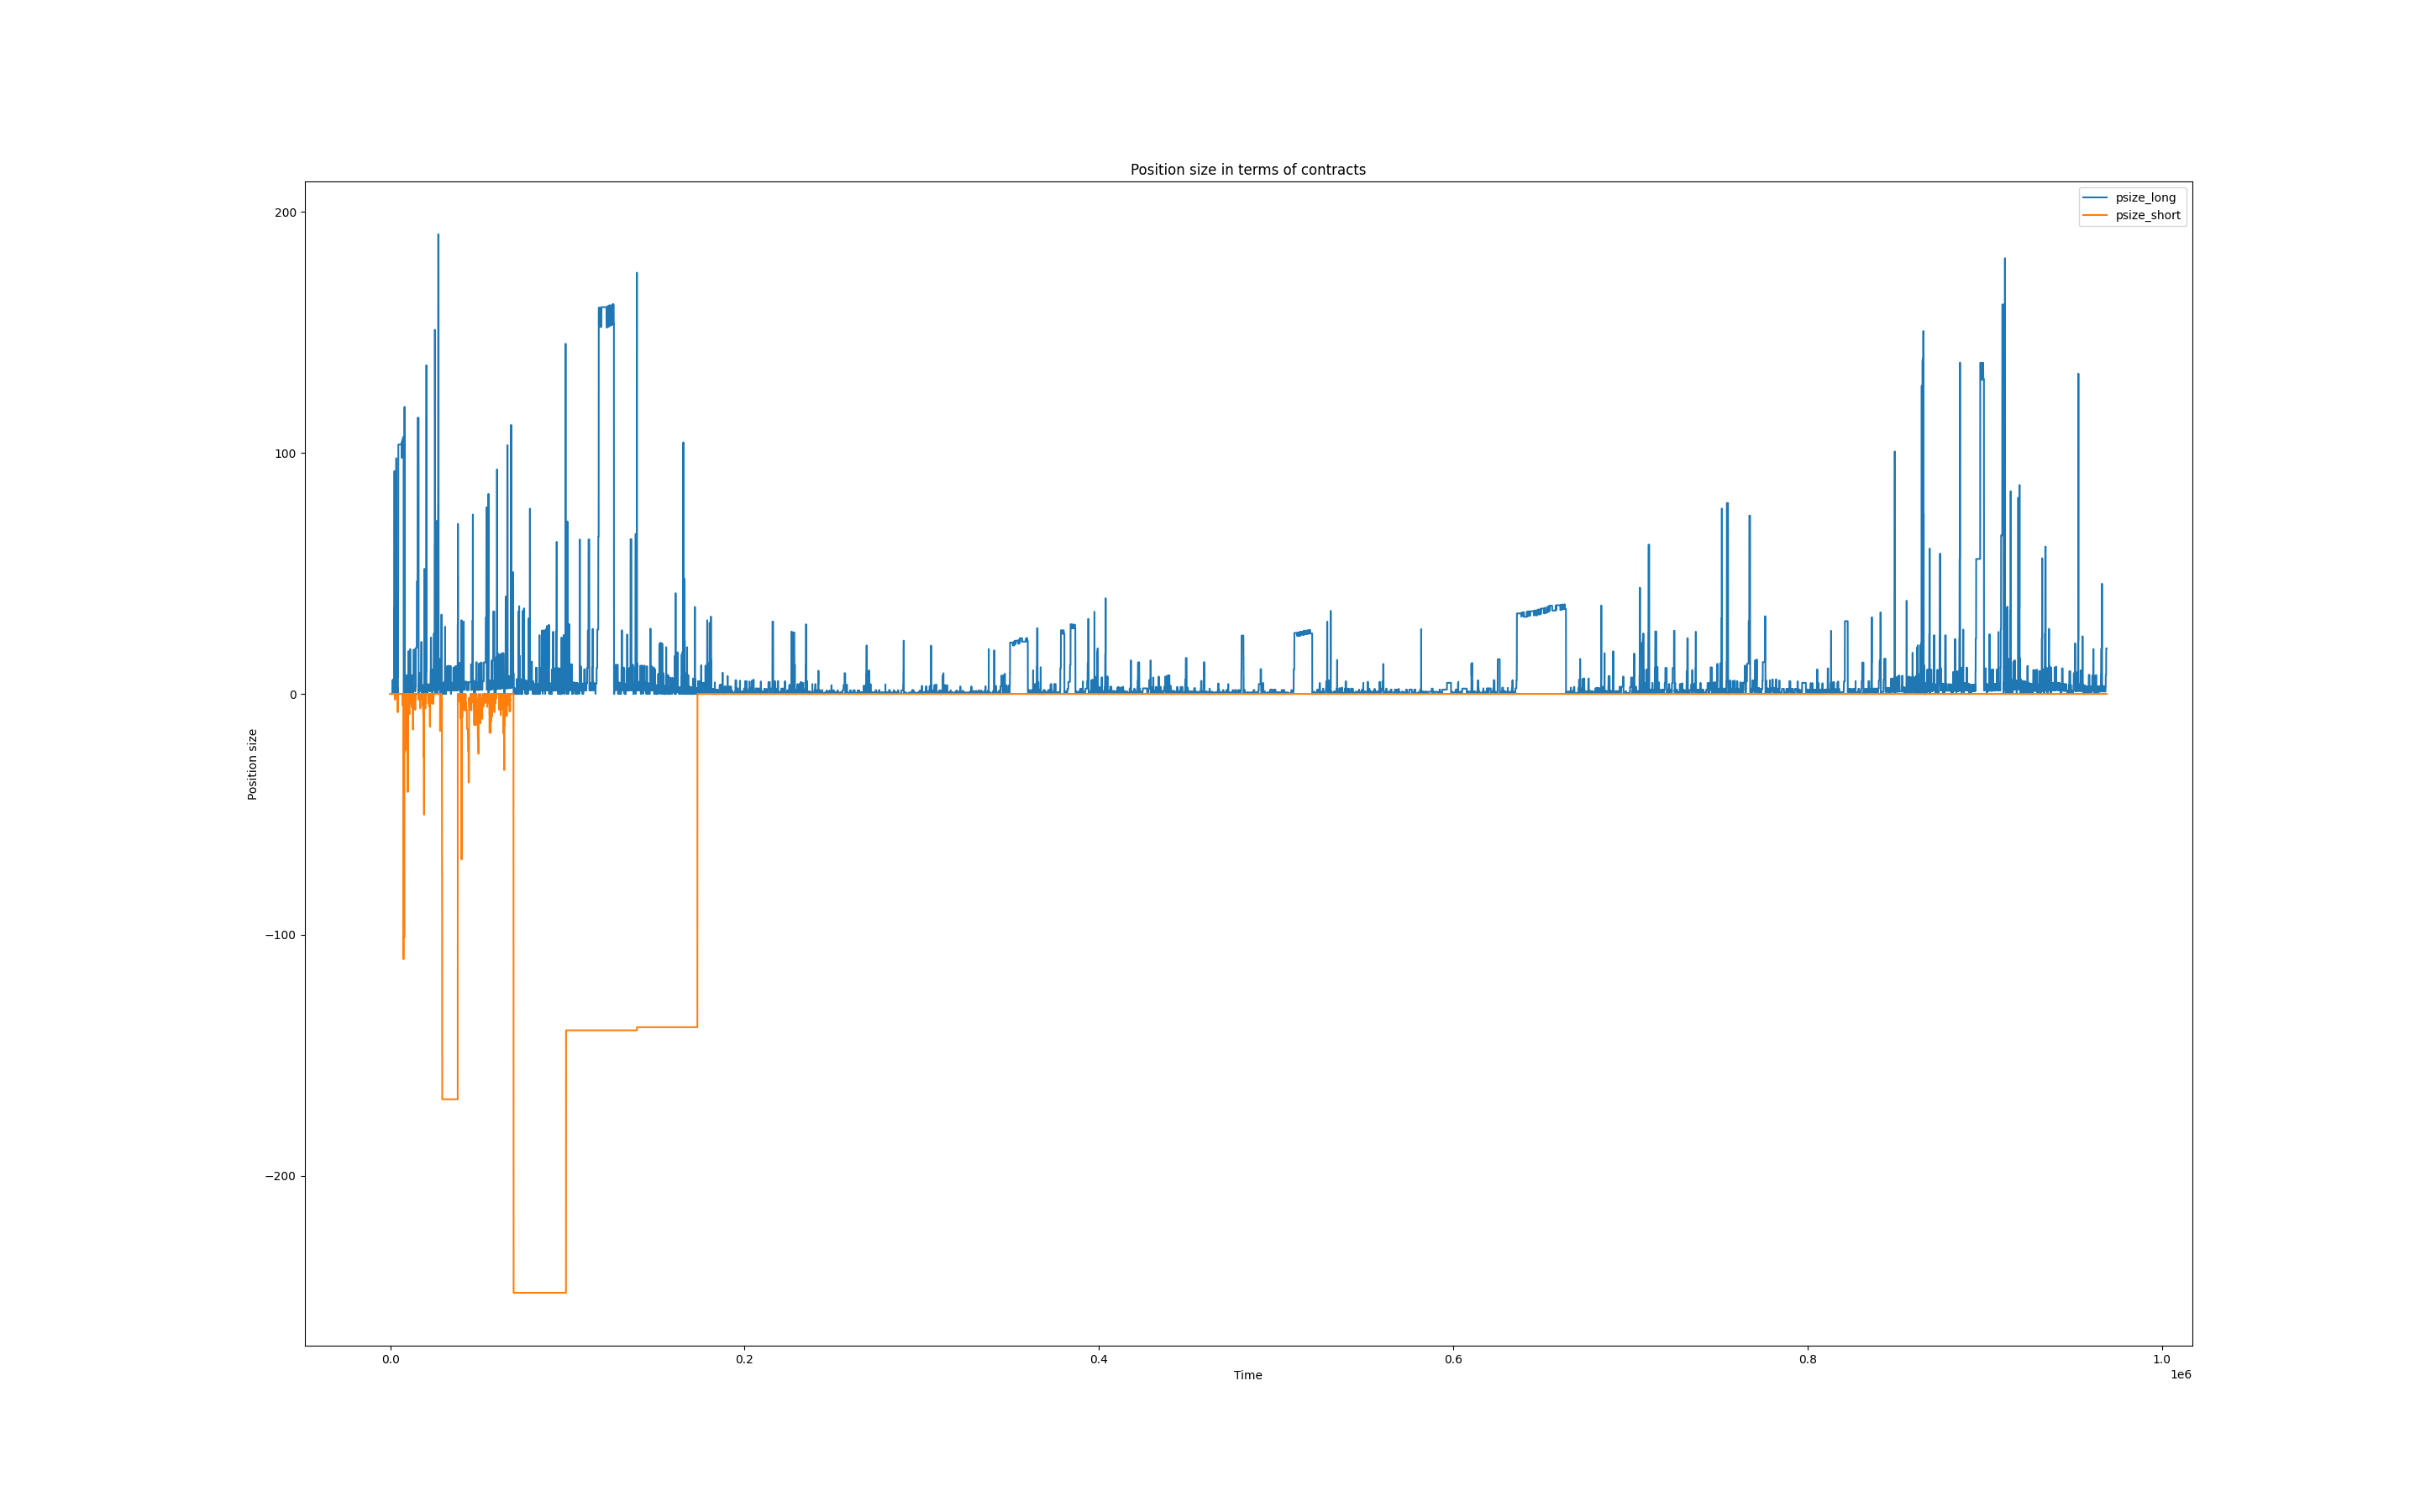 Position size in terms of contracts
psize_long
psize_short
200
100
0
−100
−200
Position size
0.0
0.2
0.4
0.6
0.8
1.0
1e6
Time